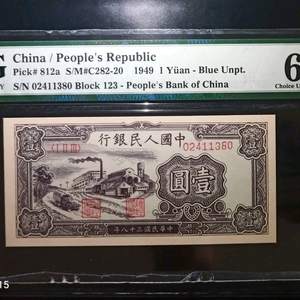 China / People's Republic
Pick# 812a S/M#C282-20 1949 1 Yüan - Blue Unpt.
S/N 02411380 Block 123 - People's Bank of China
行銀民人國中
(I II III) 02411380
圓 壹
年八十三國民華中